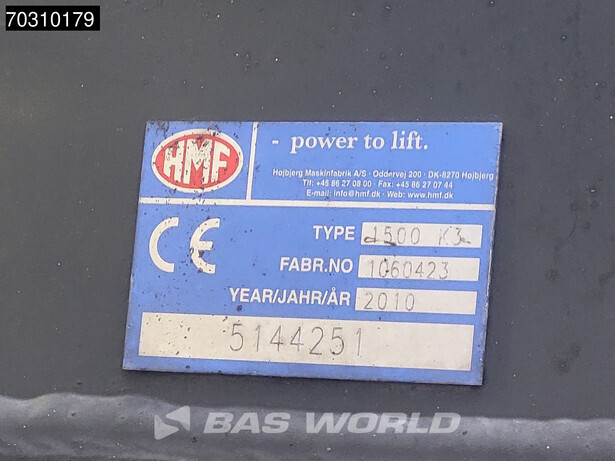 70310179
HMF
- power to lift.
Højbjerg Maskinfabrik A/S · Oddervej 200 · DK-8270 Højbjerg
Tlf: +45 86 27 08 00 · Fax: +45 86 27 07 44
E-mail: info@hmf.dk · Web: www.hmf.dk
CE
TYPE 1500 K3
FABR.NO 1060423
YEAR/JAHR/ÅR 2010
5144251
BAS WORLD